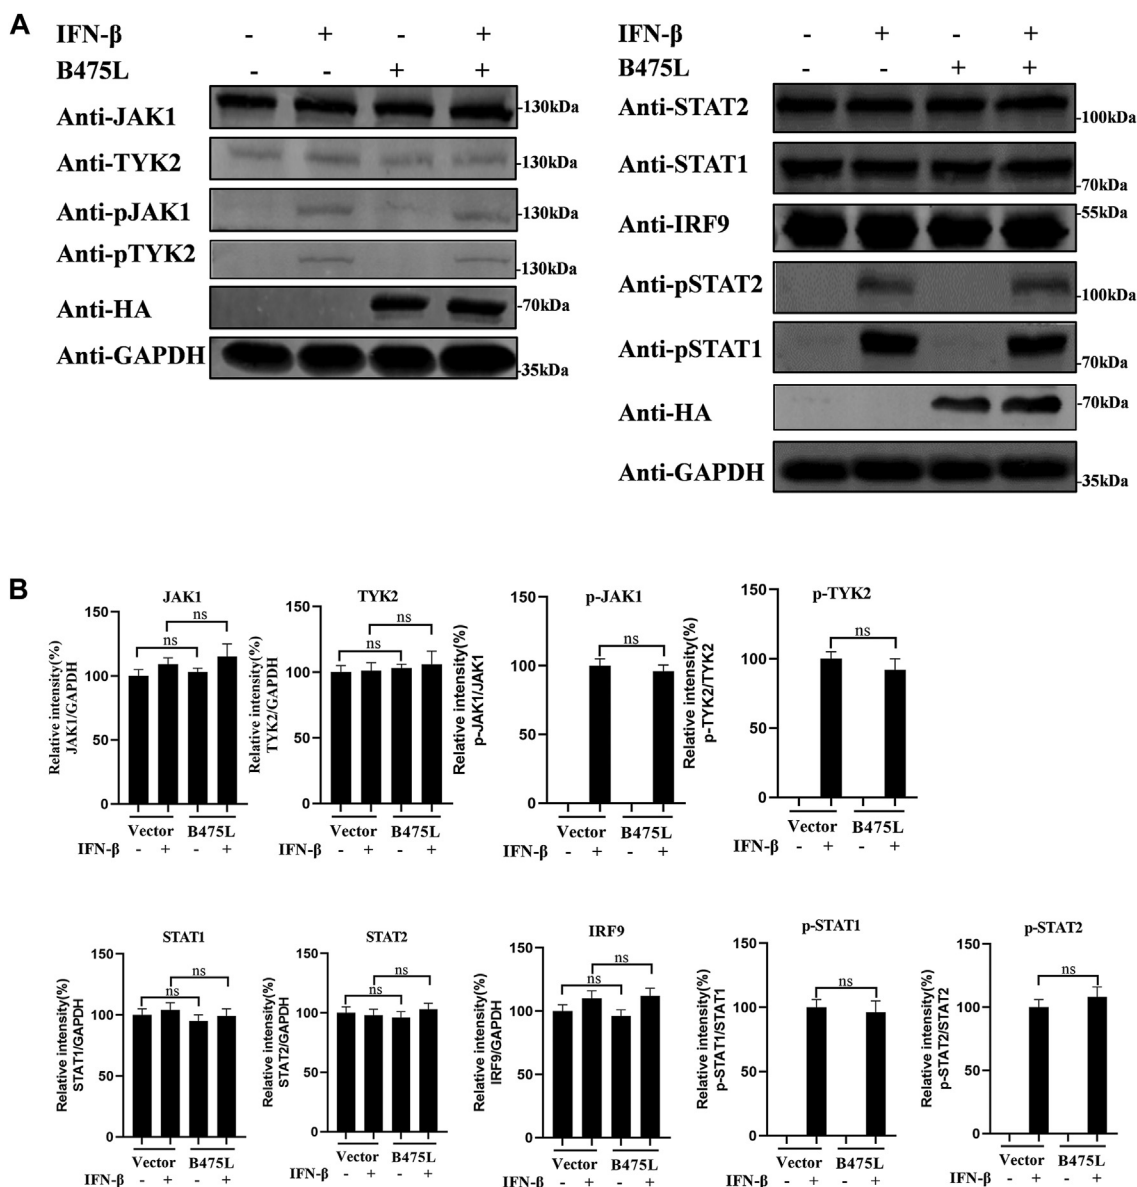 A
IFN-β - + - +
B475L - - + +
Anti-JAK1 -130kDa
Anti-TYK2 -130kDa
Anti-pJAK1 -130kDa
Anti-pTYK2 -130kDa
Anti-HA -70kDa
Anti-GAPDH -35kDa
IFN-β - + - +
B475L - - + +
Anti-STAT2 -100kDa
Anti-STAT1 -70kDa
Anti-IRF9 -55kDa
Anti-pSTAT2 -100kDa
Anti-pSTAT1 -70kDa
Anti-HA -70kDa
Anti-GAPDH -35kDa
B
JAK1
Relative intensity(%)
JAK1/GAPDH
150
100
50
0
ns
ns
Vector B475L
IFN-β - + - +
TYK2
Relative intensity(%)
TYK2/GAPDH
150
100
50
0
ns
ns
Vector B475L
IFN-β - + - +
p-JAK1
Relative intensity(%)
p-JAK1/JAK1
150
100
50
0
ns
Vector B475L
IFN-β - + - +
p-TYK2
Relative intensity(%)
p-TYK2/TYK2
150
100
50
0
ns
Vector B475L
IFN-β - + - +
STAT1
Relative intensity(%)
STAT1/GAPDH
150
100
50
0
ns
ns
Vector B475L
IFN-β - + - +
STAT2
Relative intensity(%)
STAT2/GAPDH
150
100
50
0
ns
ns
Vector B475L
IFN-β - + - +
IRF9
Relative intensity(%)
IRF9/GAPDH
150
100
50
0
ns
ns
Vector B475L
IFN-β - + - +
p-STAT1
Relative intensity(%)
p-STAT1/STAT1
150
100
50
0
ns
Vector B475L
IFN-β - + - +
p-STAT2
Relative intensity(%)
p-STAT2/STAT2
150
100
50
0
ns
Vector B475L
IFN-β - + - +